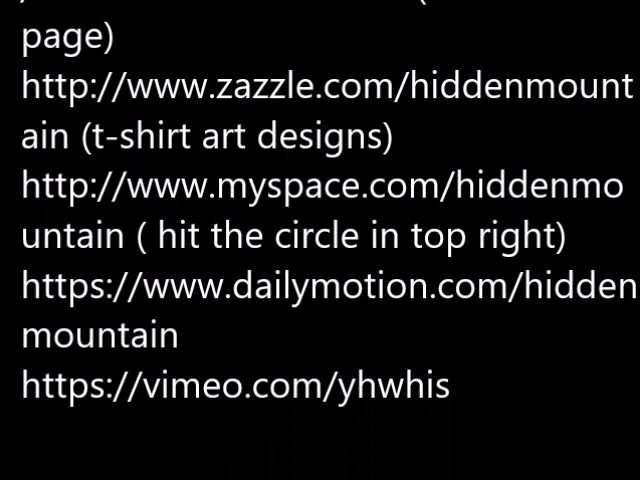 page)
http://www.zazzle.com/hiddenmount
ain (t-shirt art designs)
http://www.myspace.com/hiddenmo
untain ( hit the circle in top right)
https://www.dailymotion.com/hidden
mountain
https://vimeo.com/yhwhis